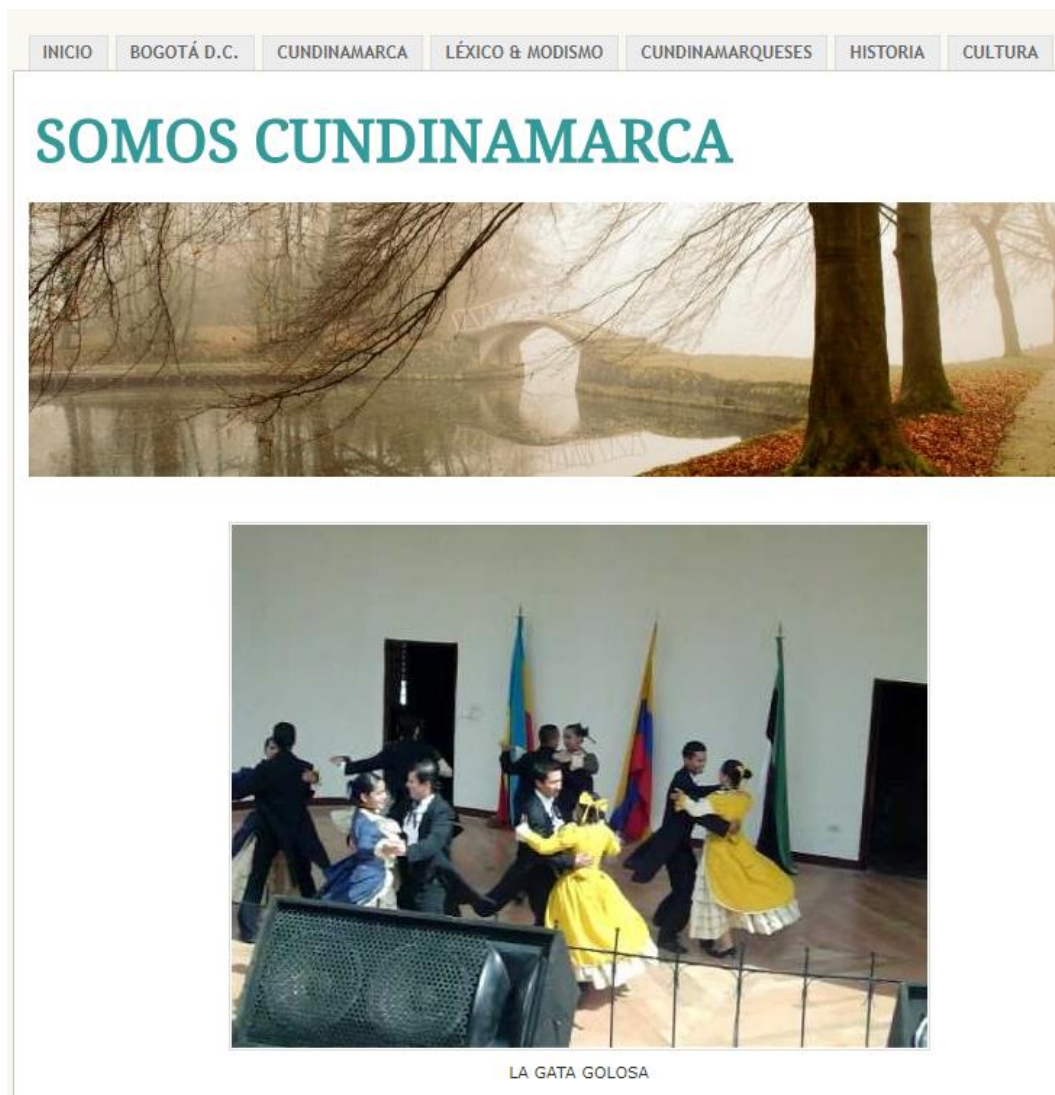 INICIO BOGOTÁ D.C. CUNDINAMARCA LÉXICO & MODISMO CUNDINAMARQUESES HISTORIA CULTURA
SOMOS CUNDINAMARCA
LA GATA GOLOSA